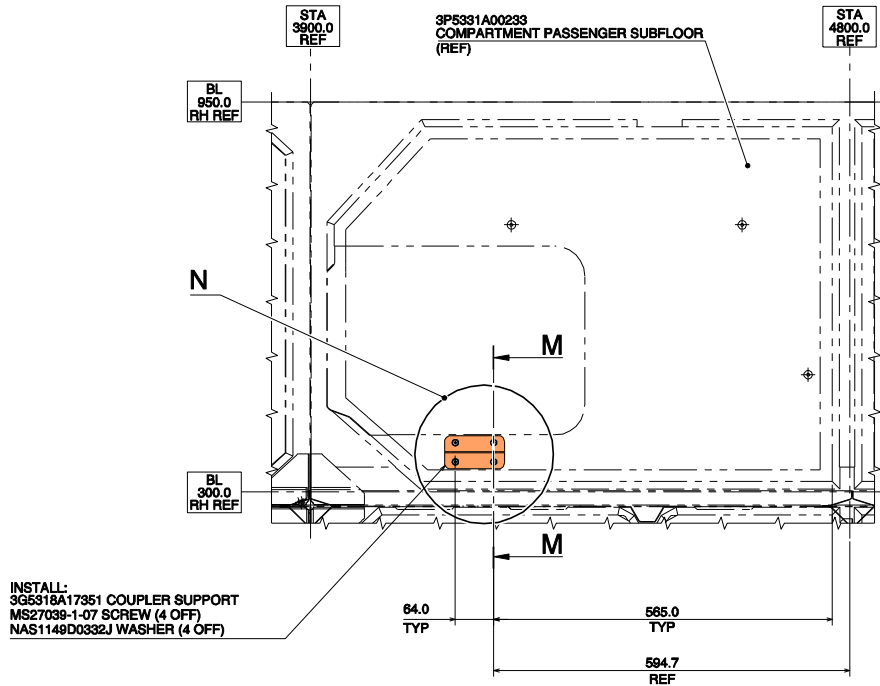 STA
3900.0
REF
3P5331A00233
COMPARTMENT PASSENGER SUBFLOOR
(REF)
STA
4800.0
REF
BL
950.0
RH REF
N
M
BL
300.0
RH REF
M
INSTALL:
3G5318A17351 COUPLER SUPPORT
MS27039-1-07 SCREW (4 OFF)
NAS1149D0332J WASHER (4 OFF)
64.0
TYP
565.0
TYP
594.7
REF